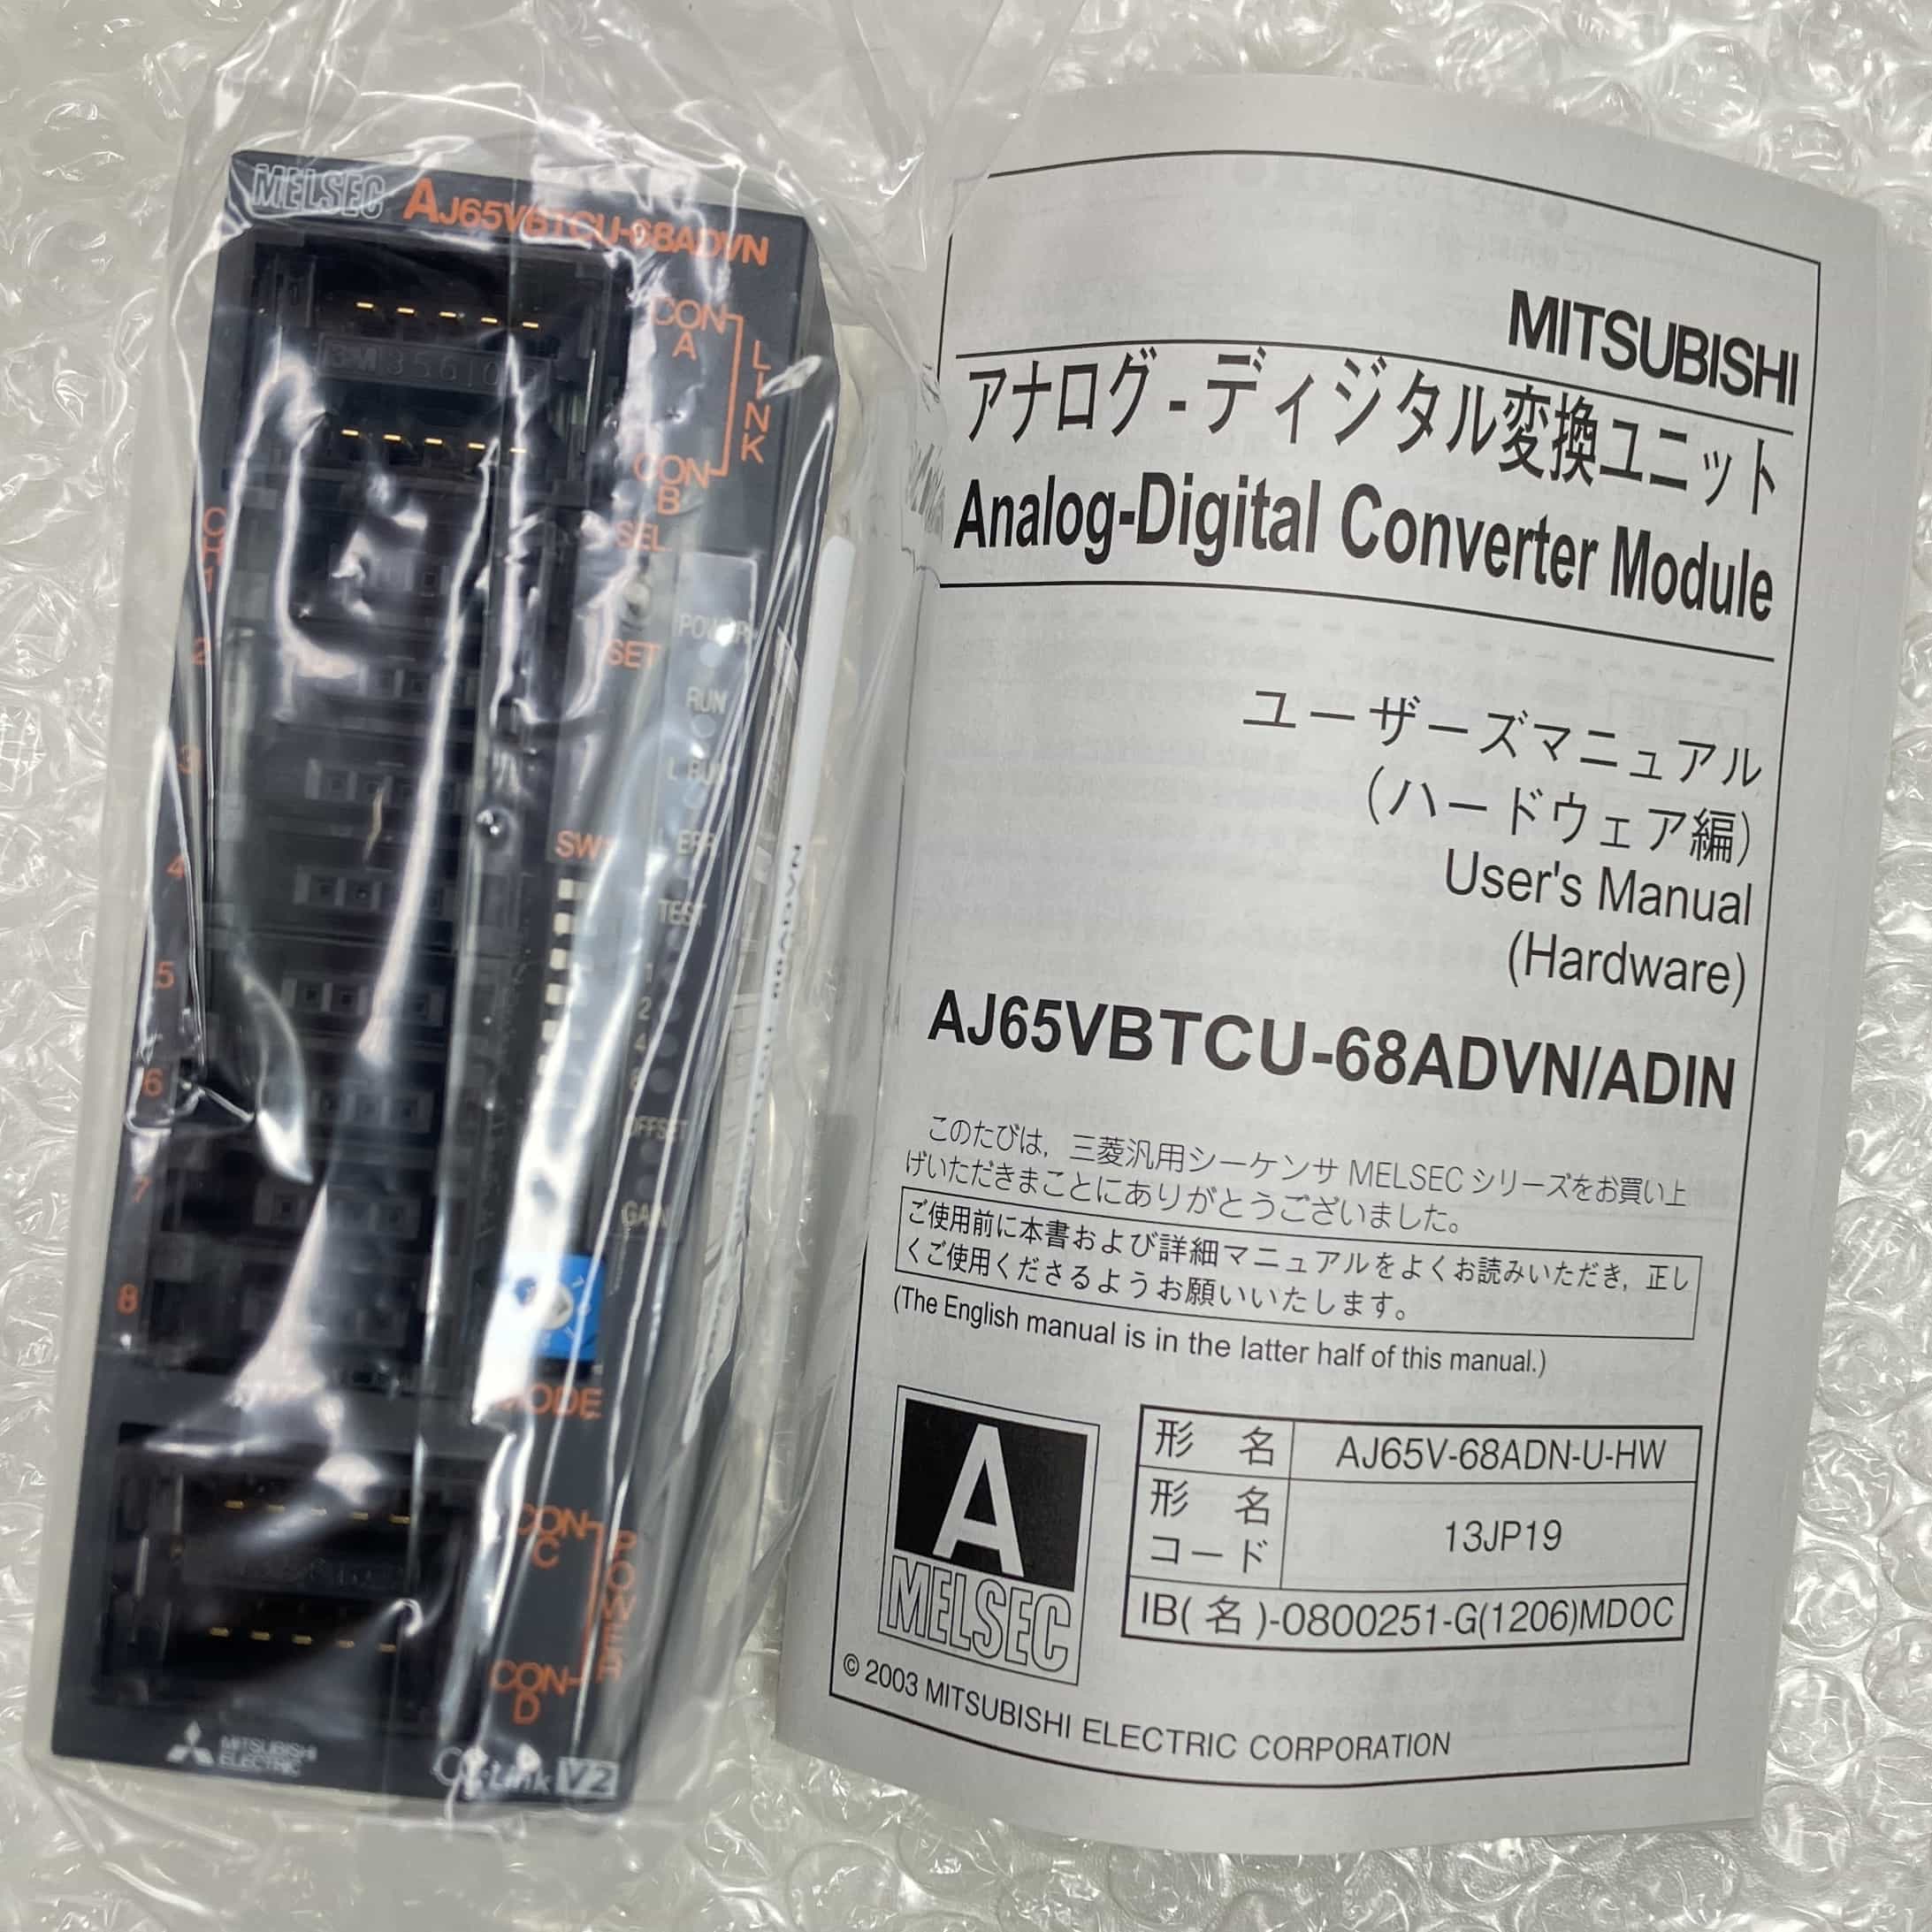 MELSEC AJ65VBTCU-68ADVN
CON
A
LINK
CON
B
SEL
CH1
SET
POWER
2
RUN
L RUN
3
SW
L ERR
4
TEST
1
5
2
4
6
8
OFFSET
7
GAIN
8
MODE
CON
C
POWER
CON
D
MITSUBISHI
ELECTRIC
CC-Link V2
MITSUBISHI
アナログ-ディジタル変換ユニット
Analog-Digital Converter Module
ユーザーズマニュアル
(ハードウェア編)
User's Manual
(Hardware)
AJ65VBTCU-68ADVN/ADIN
このたびは，三菱汎用シーケンサ MELSEC シリーズをお買い上
げいただきまことにありがとうございました。
ご使用前に本書および詳細マニュアルをよくお読みいただき，正し
くご使用くださるようお願いいたします。
(The English manual is in the latter half of this manual.)
A
MELSEC
形 名 AJ65V-68ADN-U-HW
形 名
コード 13JP19
IB( 名 )-0800251-G(1206)MDOC
© 2003 MITSUBISHI ELECTRIC CORPORATION